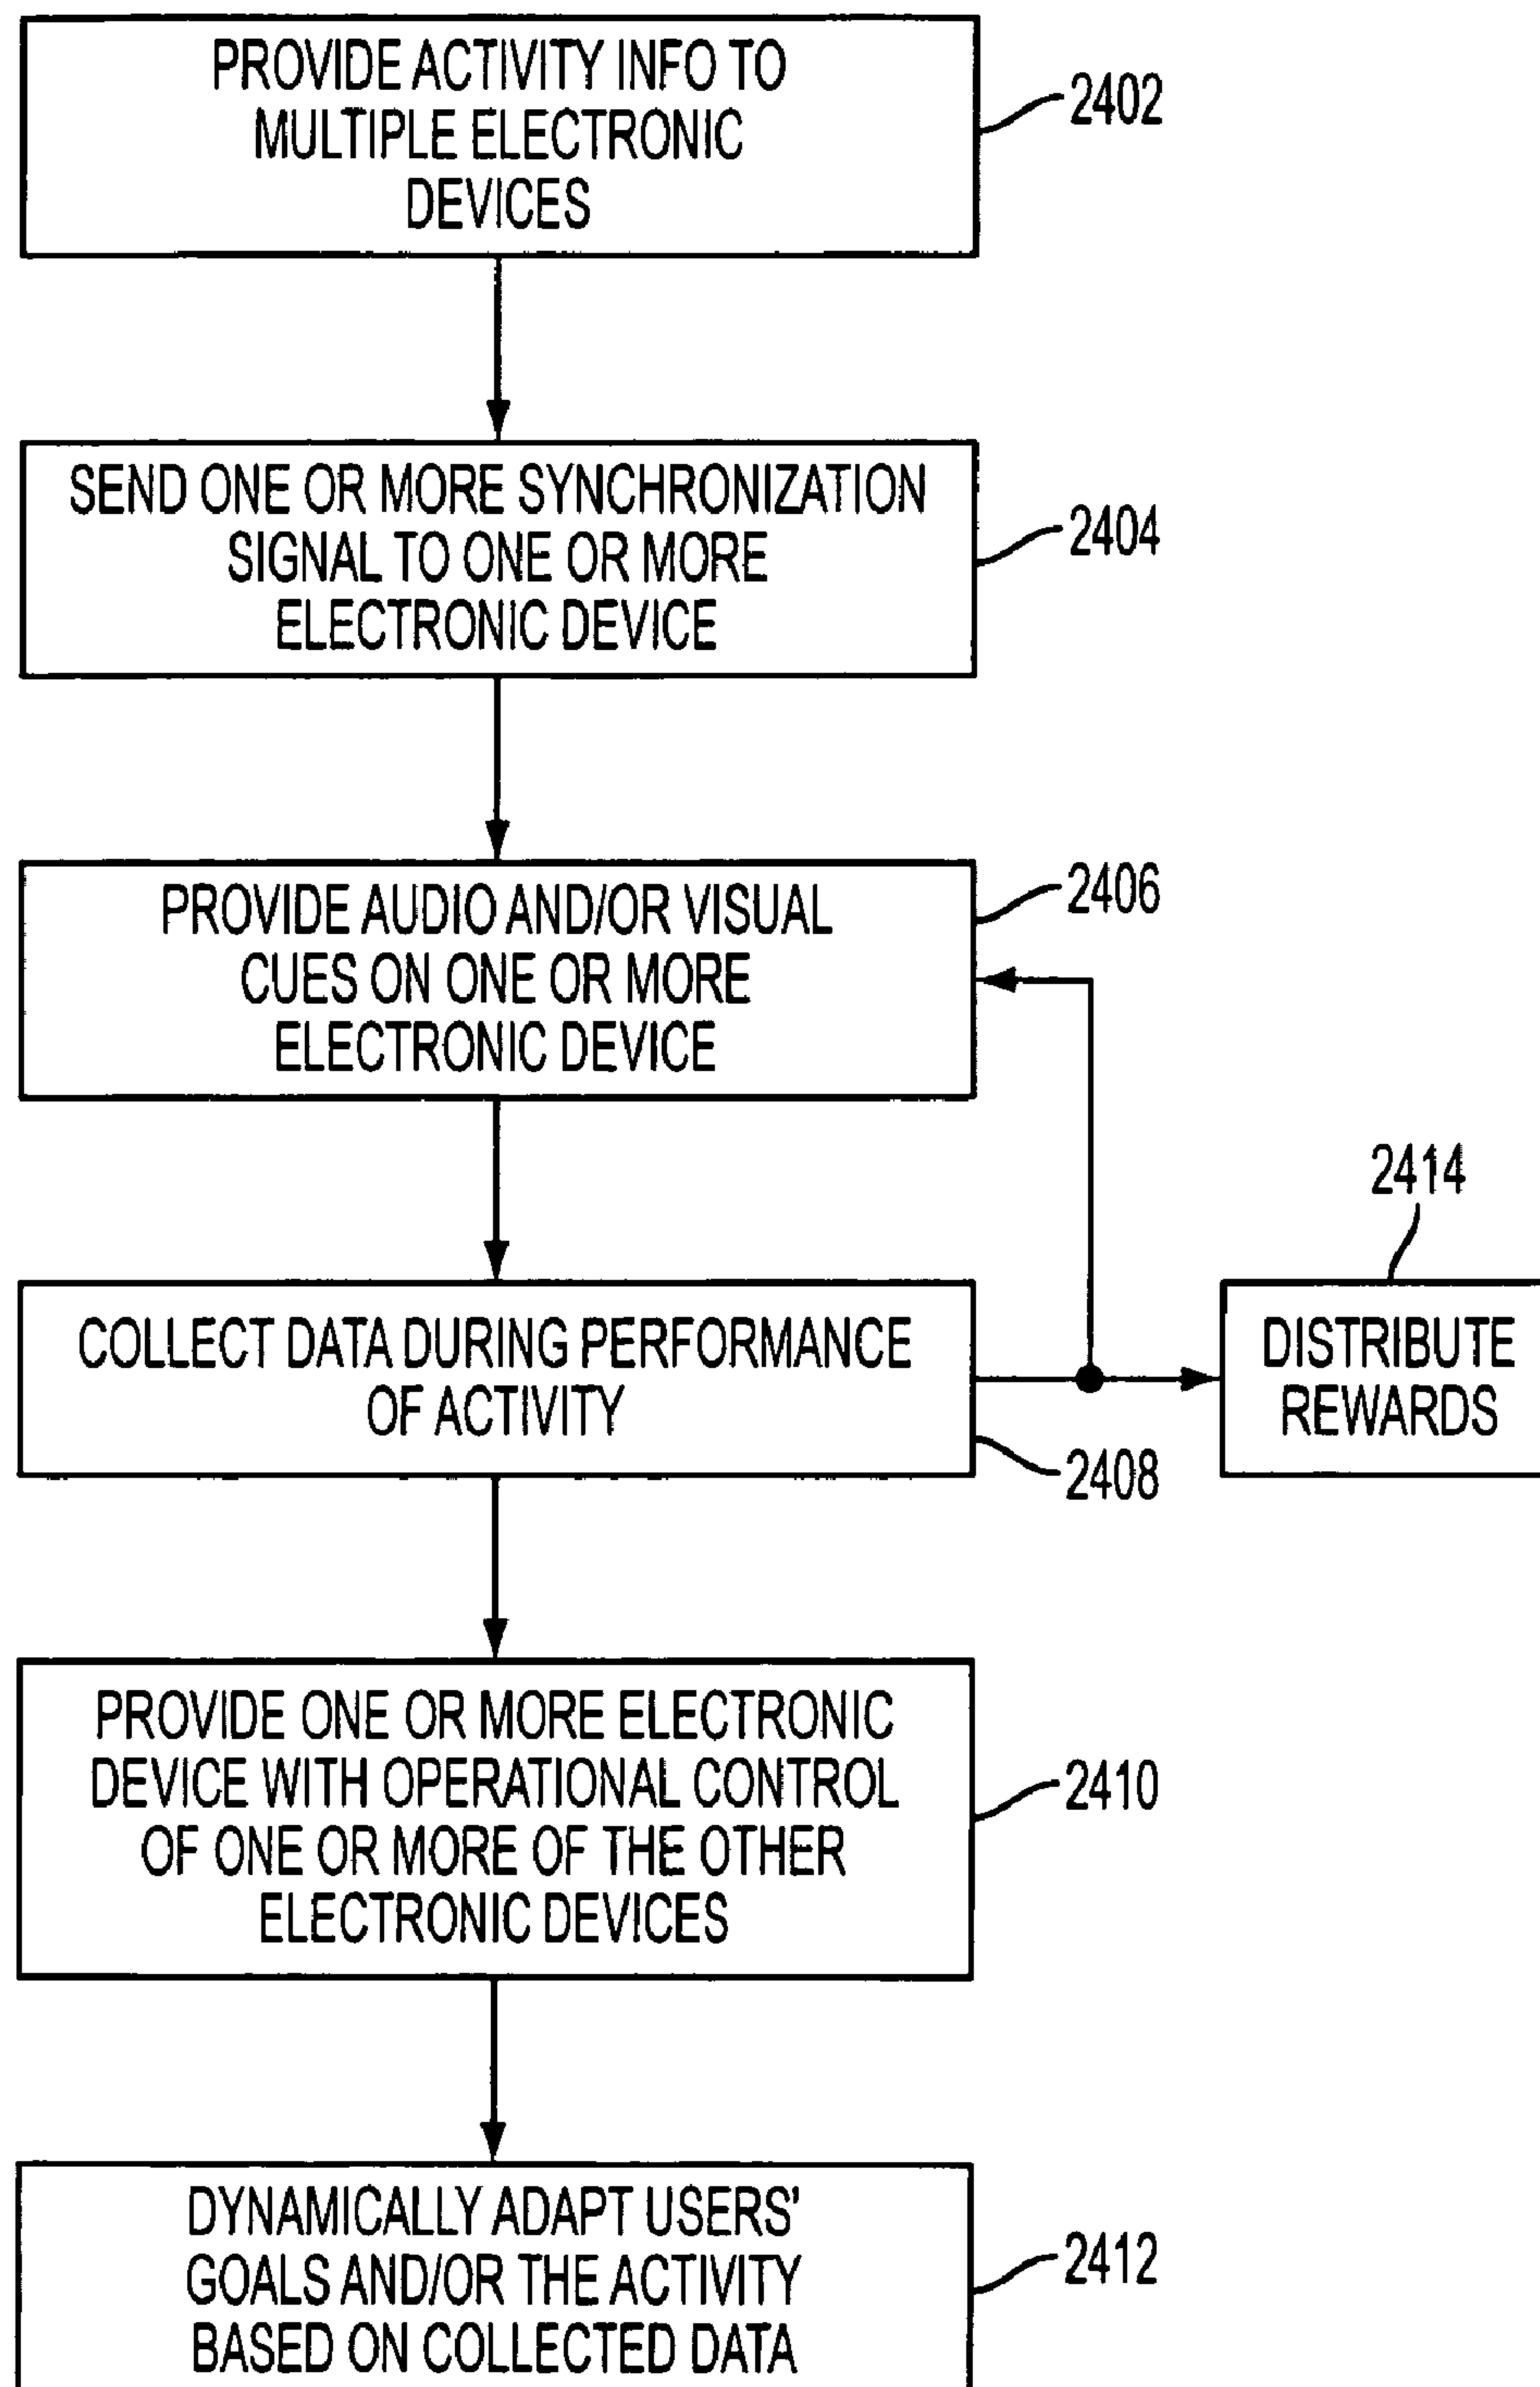 PROVIDE ACTIVITY INFO TO
MULTIPLE ELECTRONIC
DEVICES
2402
SEND ONE OR MORE SYNCHRONIZATION
SIGNAL TO ONE OR MORE
ELECTRONIC DEVICE
2404
PROVIDE AUDIO AND/OR VISUAL
CUES ON ONE OR MORE
ELECTRONIC DEVICE
2406
COLLECT DATA DURING PERFORMANCE
OF ACTIVITY
2408
2414
DISTRIBUTE
REWARDS
PROVIDE ONE OR MORE ELECTRONIC
DEVICE WITH OPERATIONAL CONTROL
OF ONE OR MORE OF THE OTHER
ELECTRONIC DEVICES
2410
DYNAMICALLY ADAPT USERS'
GOALS AND/OR THE ACTIVITY
BASED ON COLLECTED DATA
2412